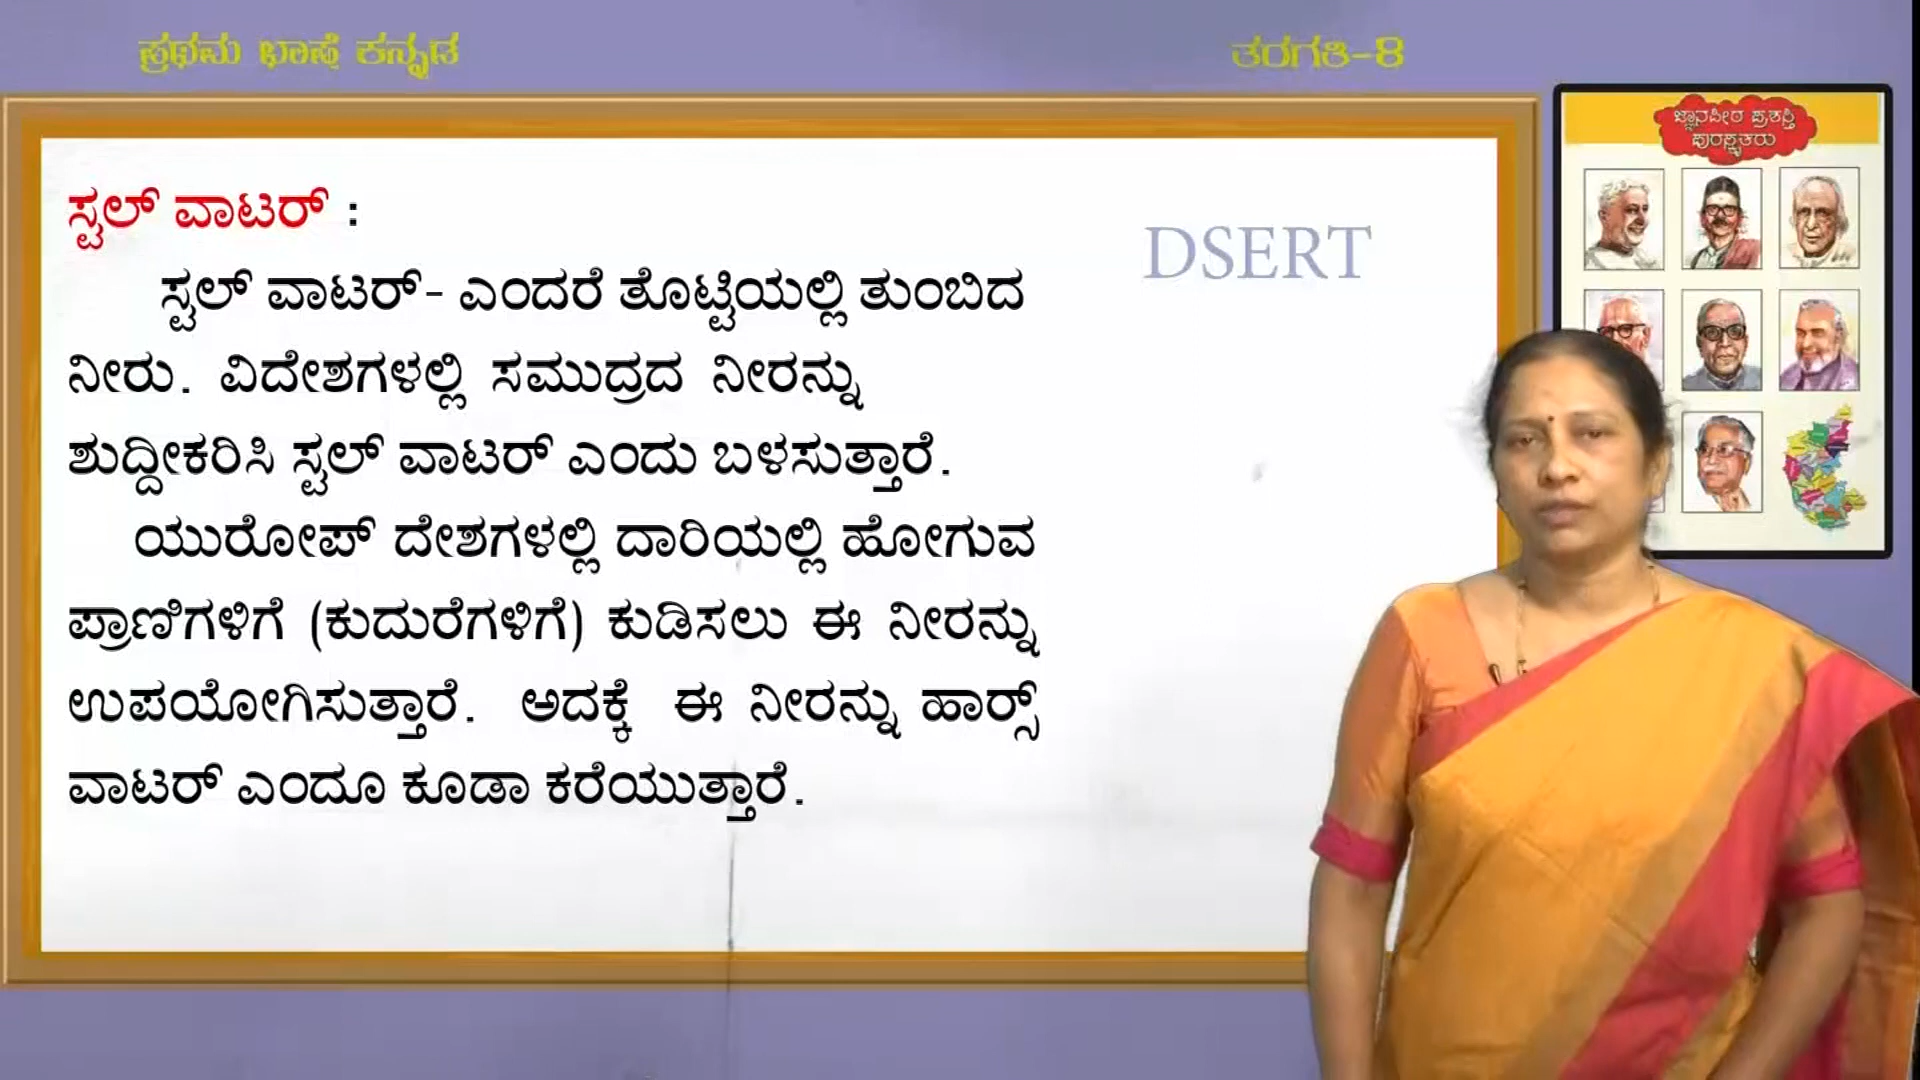 ಪ್ರಥಮ ಭಾಷೆ ಕನ್ನಡ
ತರಗತಿ-8
ಜ್ಞಾನಪೀಠ ಪ್ರಶಸ್ತಿ
ಪುರಸ್ಕೃತರು
DSERT
ಸ್ಟಲ್ ವಾಟರ್ :
ಸ್ಟಲ್ ವಾಟರ್- ಎಂದರೆ ತೊಟ್ಟಿಯಲ್ಲಿ ತುಂಬಿದ
ನೀರು. ವಿದೇಶಗಳಲ್ಲಿ ಸಮುದ್ರದ ನೀರನ್ನು
ಶುದ್ದೀಕರಿಸಿ ಸ್ಟಲ್ ವಾಟರ್ ಎಂದು ಬಳಸುತ್ತಾರೆ.
ಯುರೋಪ್ ದೇಶಗಳಲ್ಲಿ ದಾರಿಯಲ್ಲಿ ಹೋಗುವ
ಪ್ರಾಣಿಗಳಿಗೆ (ಕುದುರೆಗಳಿಗೆ) ಕುಡಿಸಲು ಈ ನೀರನ್ನು
ಉಪಯೋಗಿಸುತ್ತಾರೆ. ಅದಕ್ಕೆ ಈ ನೀರನ್ನು ಹಾರ್‍ಸ್
ವಾಟರ್ ಎಂದೂ ಕೂಡಾ ಕರೆಯುತ್ತಾರೆ.